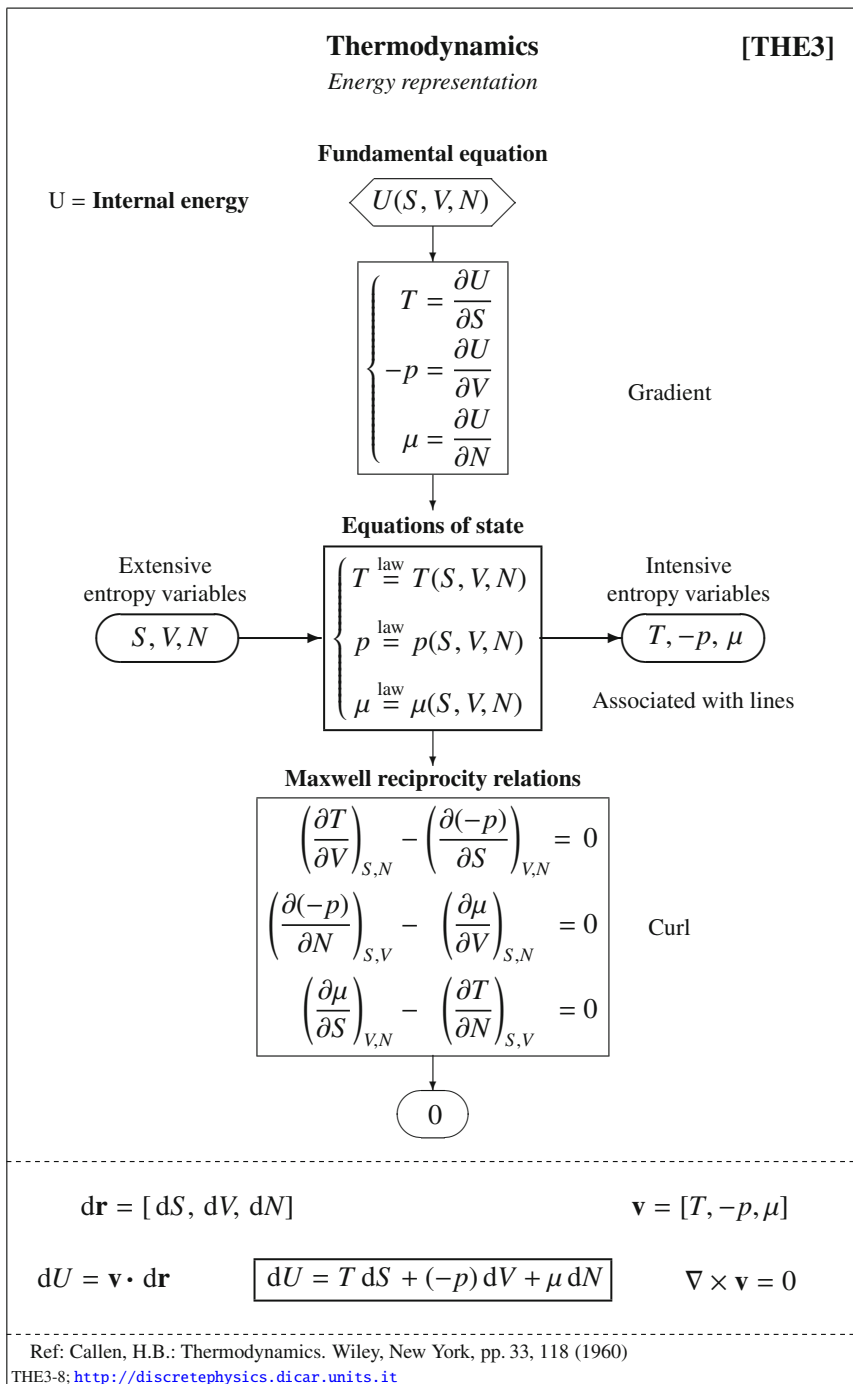 Thermodynamics [THE3]
Energy representation
Fundamental equation
U = Internal energy U(S, V, N)
T = ∂U/∂S
−p = ∂U/∂V
Gradient
μ = ∂U/∂N
Equations of state
Extensive entropy variables
T =^law T(S, V, N)
Intensive entropy variables
S, V, N
p =^law p(S, V, N)
T, −p, μ
μ =^law μ(S, V, N)
Associated with lines
Maxwell reciprocity relations
(∂T/∂V)_{S,N} − (∂(−p)/∂S)_{V,N} = 0
(∂(−p)/∂N)_{S,V} − (∂μ/∂V)_{S,N} = 0
Curl
(∂μ/∂S)_{V,N} − (∂T/∂N)_{S,V} = 0
0
dr = [dS, dV, dN] v = [T, −p, μ]
dU = v · dr dU = T dS + (−p) dV + μ dN ∇ × v = 0
Ref: Callen, H.B.: Thermodynamics. Wiley, New York, pp. 33, 118 (1960)
THE3-8; http://discretephysics.dicar.units.it